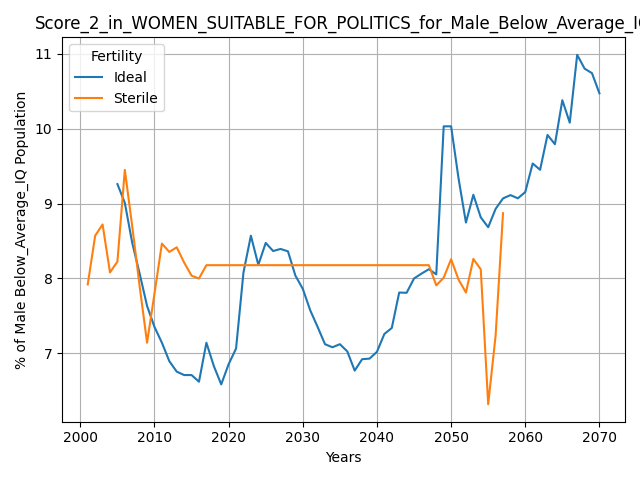 Score_2_in_WOMEN_SUITABLE_FOR_POLITICS_for_Male_Below_Average_IQ
Fertility
Ideal
Sterile
% of Male Below_Average_IQ Population
11
10
9
8
7
2000 2010 2020 2030 2040 2050 2060 2070
Years